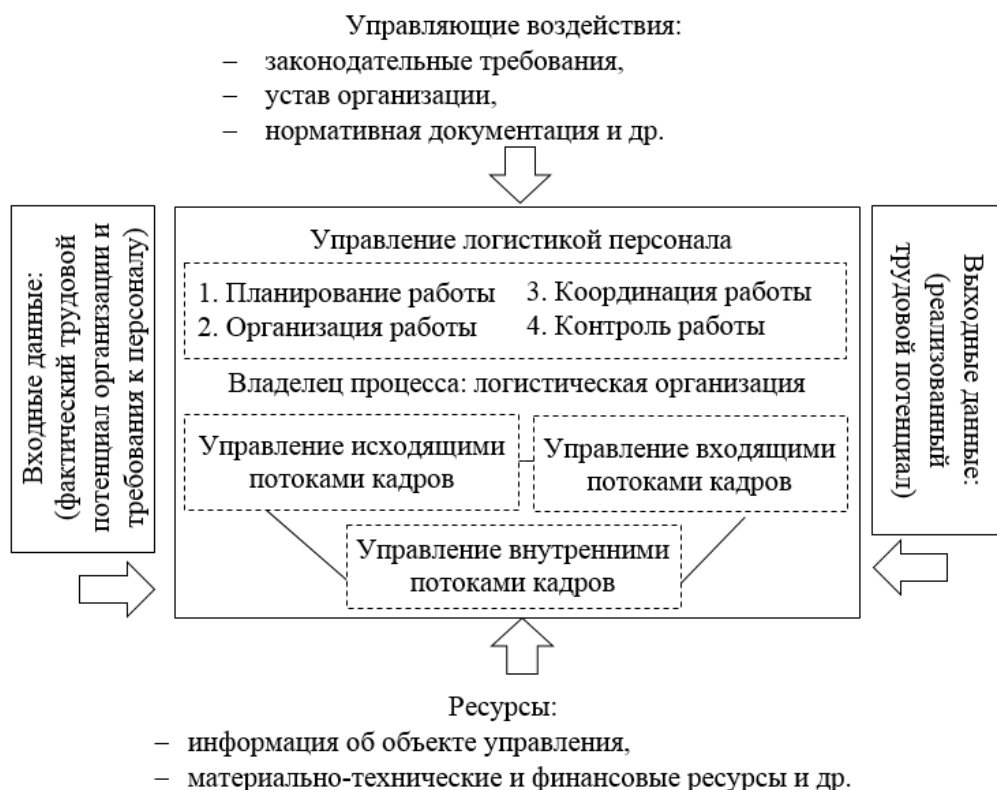 Управляющие воздействия:
– законодательные требования,
– устав организации,
– нормативная документация и др.
Входные данные:
(фактический трудовой
потенциал организации и
требования к персоналу)
Управление логистикой персонала
1. Планирование работы
2. Организация работы
3. Координация работы
4. Контроль работы
Владелец процесса: логистическая организация
Управление исходящими
потоками кадров
Управление входящими
потоками кадров
Управление внутренними
потоками кадров
Выходные данные:
(реализованный
трудовой потенциал)
Ресурсы:
– информация об объекте управления,
– материально-технические и финансовые ресурсы и др.